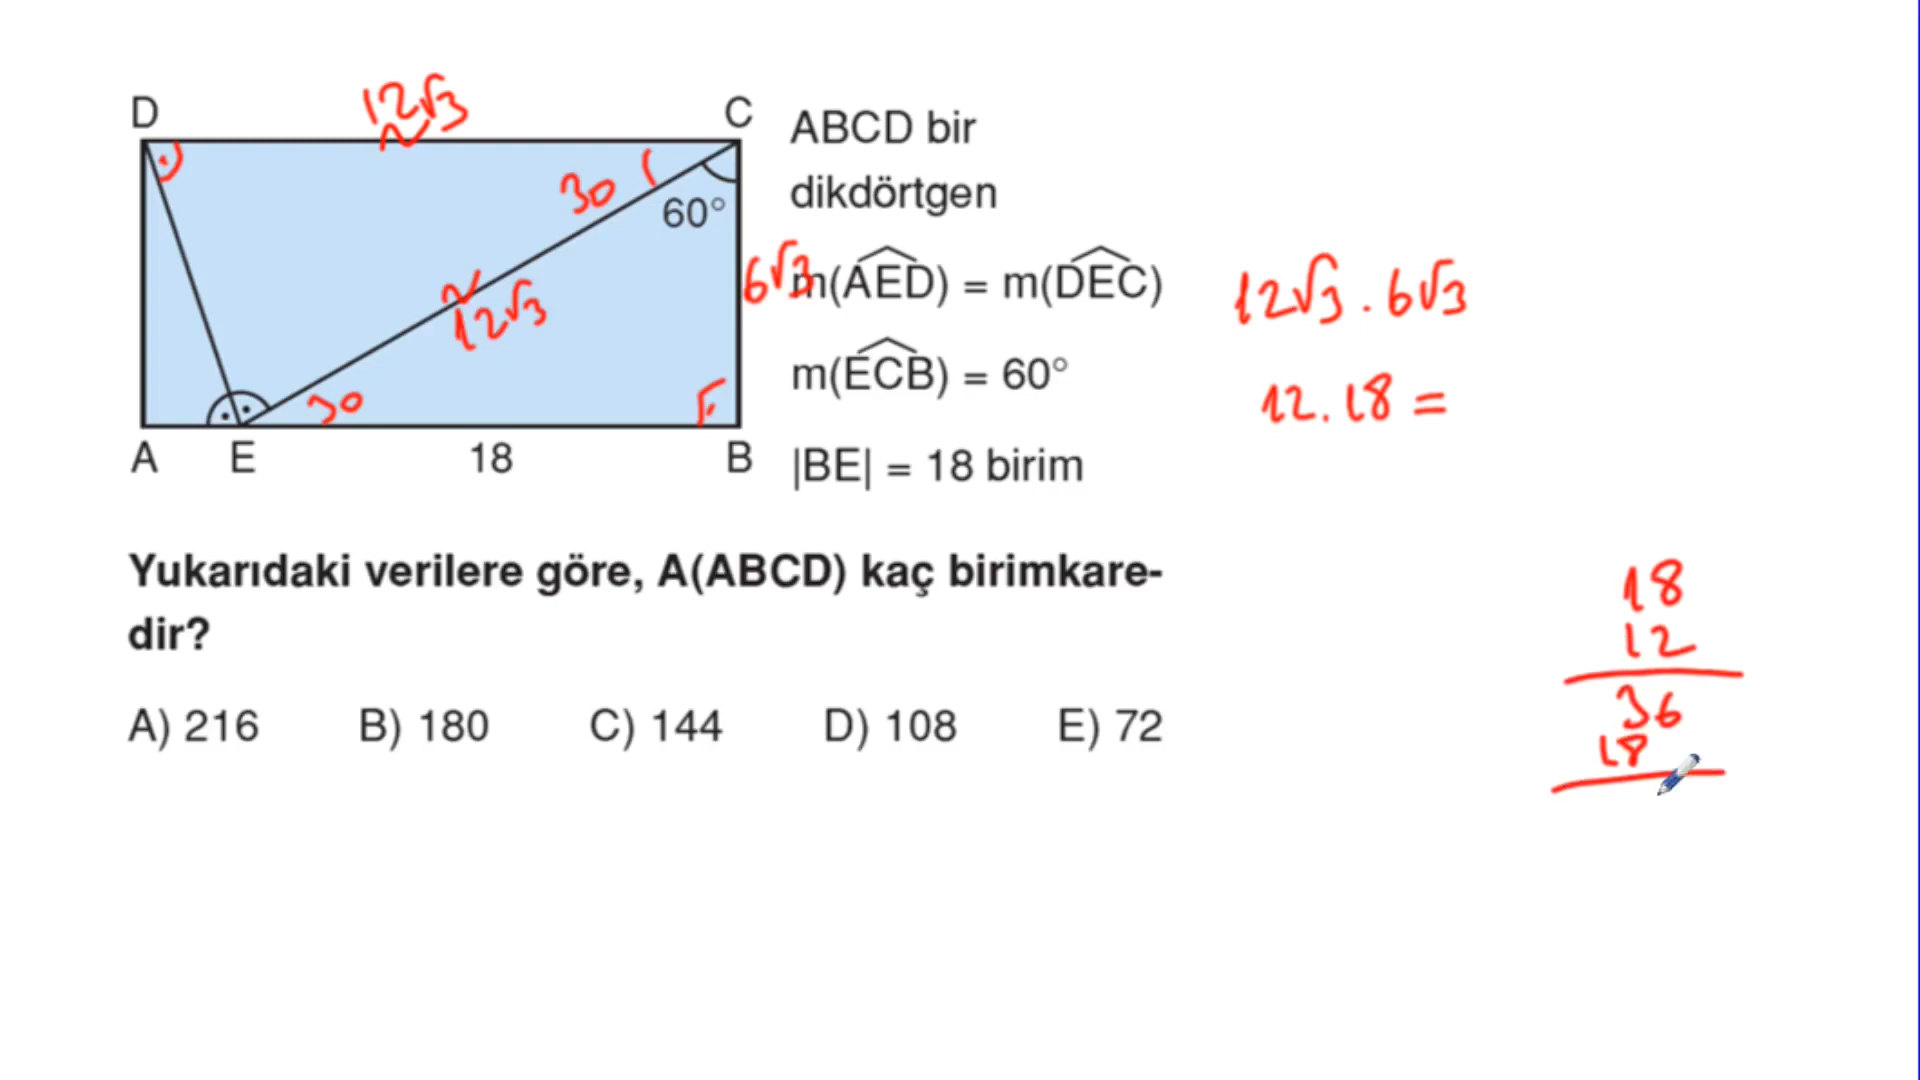 12√3
D
C
30
60°
12√3
6√3
30
A
E
18
B
ABCD bir
dikdörtgen
m(AED) = m(DEC)
m(ECB) = 60°
|BE| = 18 birim
12√3 . 6√3
12.18 =
Yukarıdaki verilere göre, A(ABCD) kaç birimkare-
dir?
A) 216 B) 180 C) 144 D) 108 E) 72
18
12
36
18